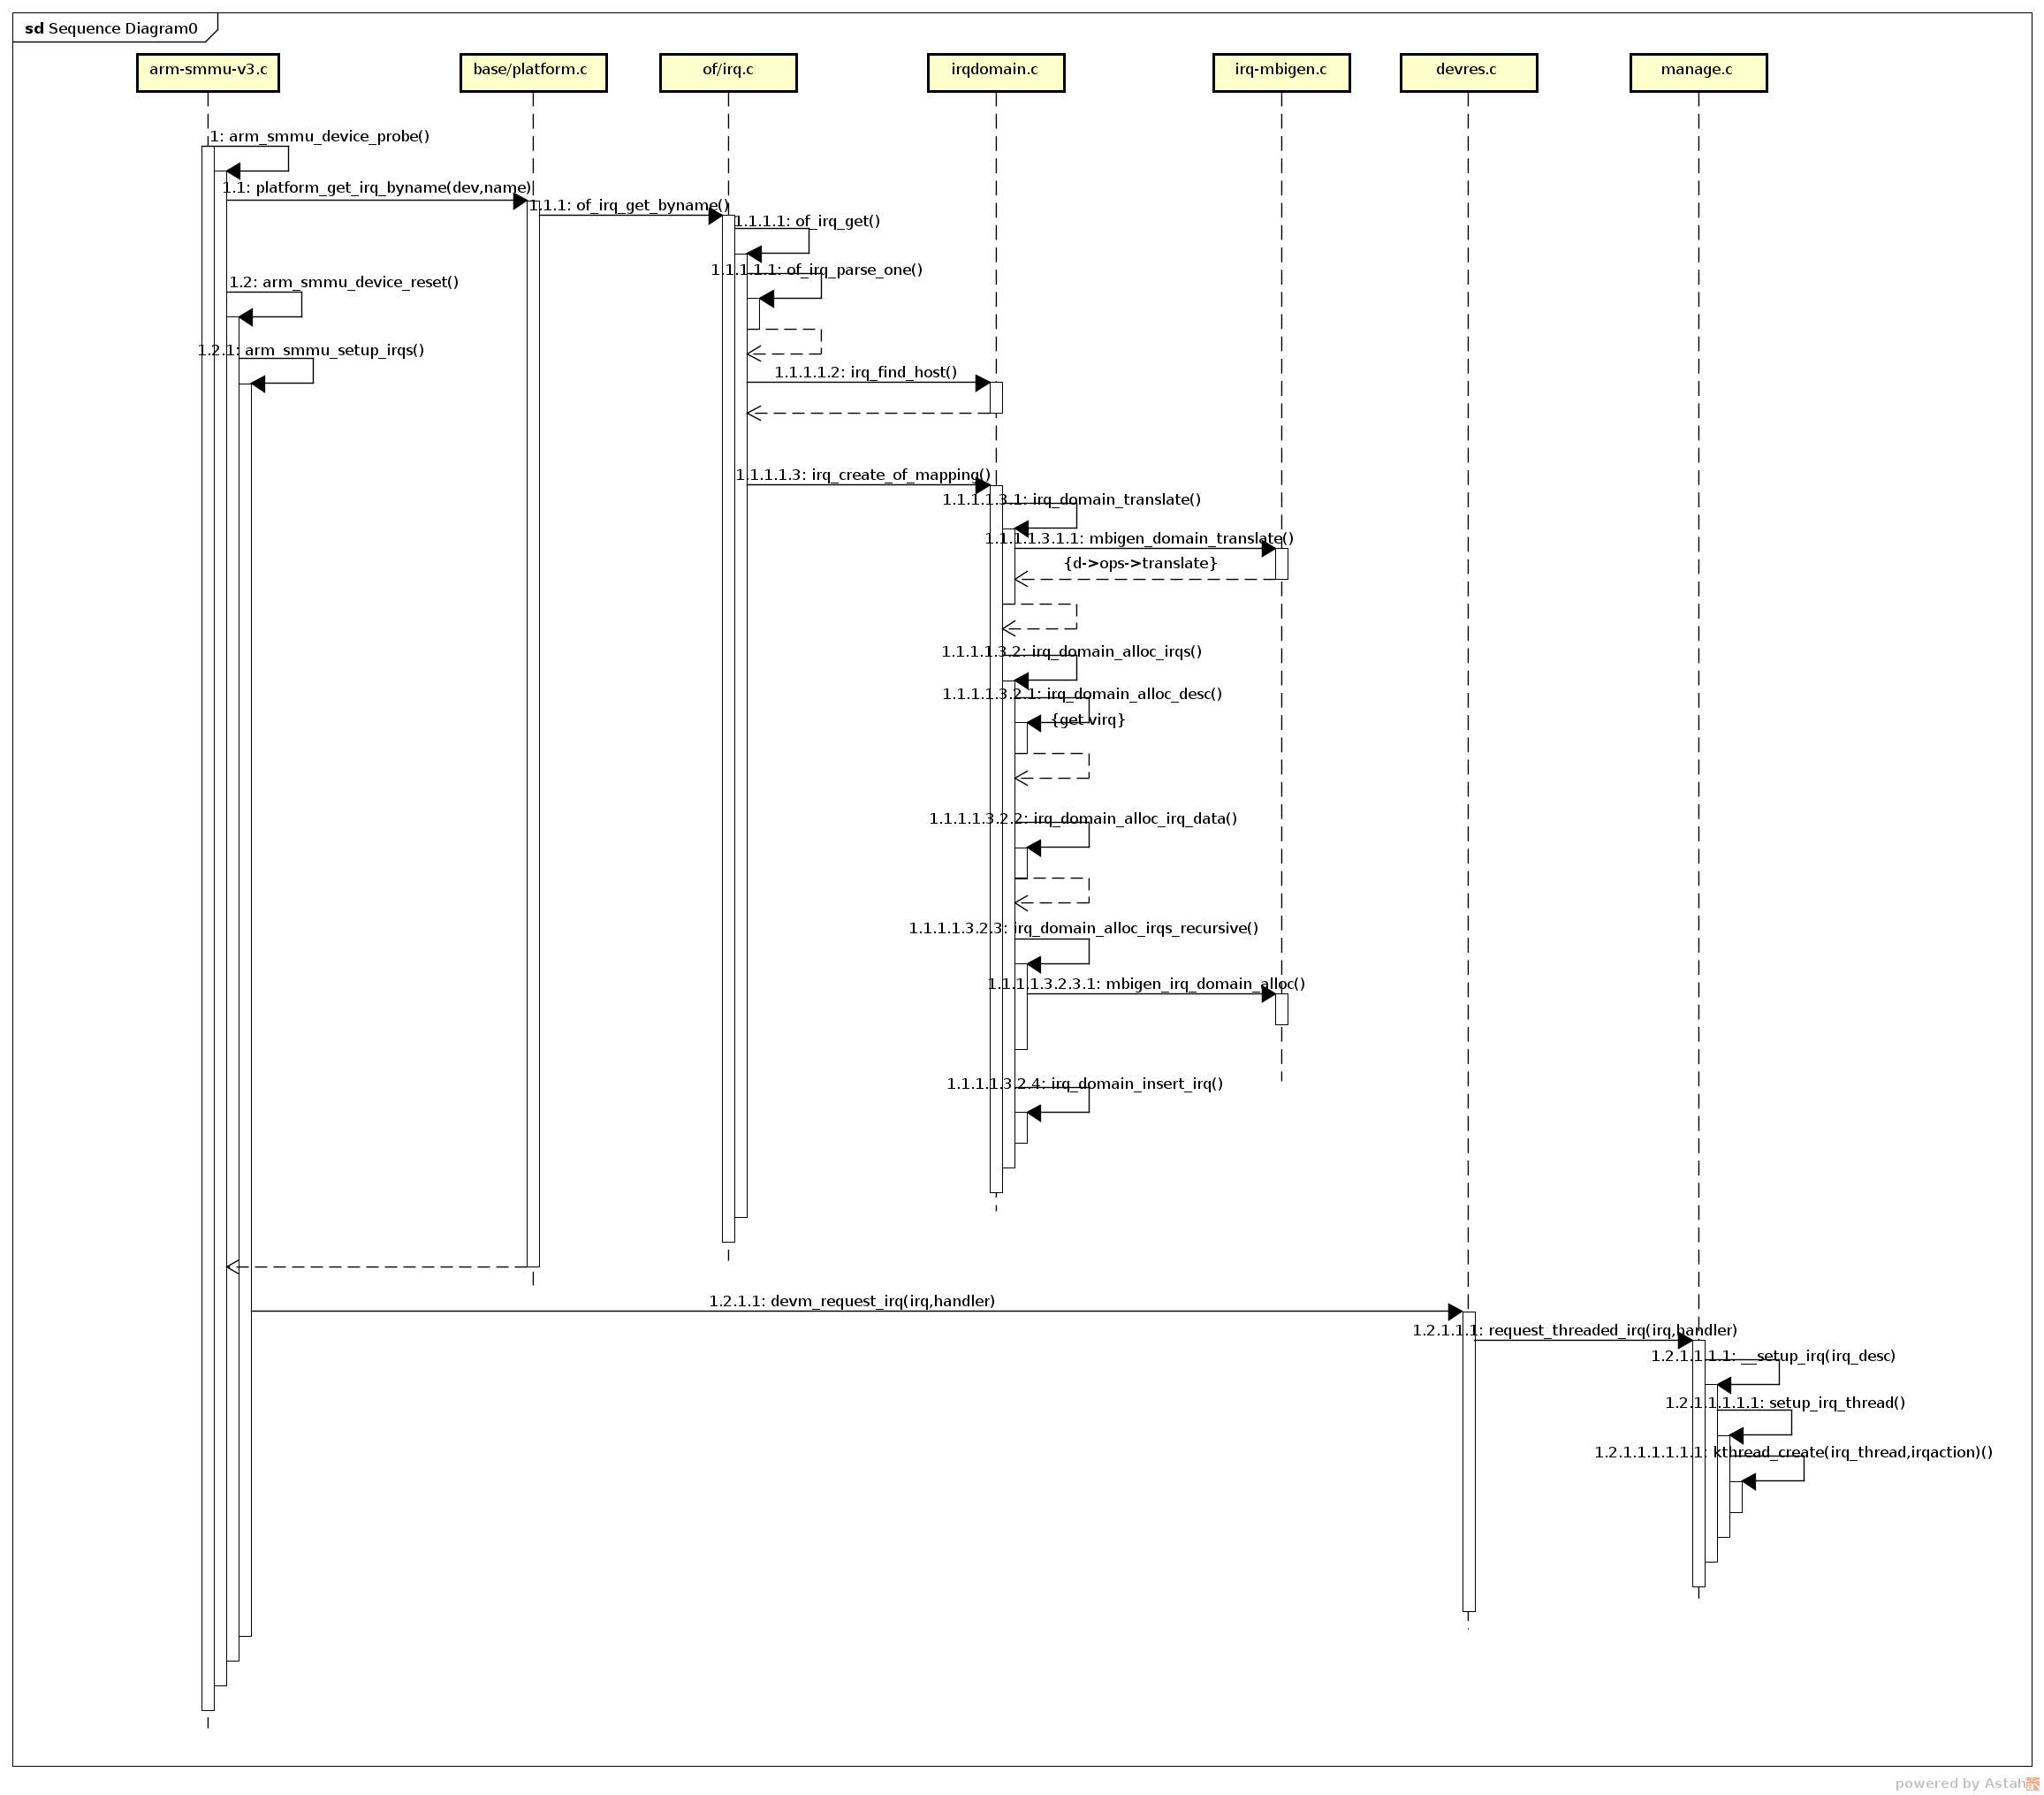 sd Sequence Diagram0
arm-smmu-v3.c
base/platform.c
of/irq.c
irqdomain.c
irq-mbigen.c
devres.c
manage.c
1: arm_smmu_device_probe()
1.1: platform_get_irq_byname(dev,name)
1.1.1: of_irq_get_byname()
1.1.1.1: of_irq_get()
1.1.1.1.1: of_irq_parse_one()
1.2: arm_smmu_device_reset()
1.2.1: arm_smmu_setup_irqs()
1.1.1.1.2: irq_find_host()
1.1.1.1.3: irq_create_of_mapping()
1.1.1.1.3.1: irq_domain_translate()
1.1.1.1.3.1.1: mbigen_domain_translate()
{d->ops->translate}
1.1.1.1.3.2: irq_domain_alloc_irqs()
1.1.1.1.3.2.1: irq_domain_alloc_desc()
{get virq}
1.1.1.1.3.2.2: irq_domain_alloc_irq_data()
1.1.1.1.3.2.3: irq_domain_alloc_irqs_recursive()
1.1.1.1.3.2.3.1: mbigen_irq_domain_alloc()
1.1.1.1.3.2.4: irq_domain_insert_irq()
1.2.1.1: devm_request_irq(irq,handler)
1.2.1.1.1: request_threaded_irq(irq,handler)
1.2.1.1.1.1: __setup_irq(irq_desc)
1.2.1.1.1.1.1: setup_irq_thread()
1.2.1.1.1.1.1.1: kthread_create(irq_thread,irqaction)()
powered by Astah